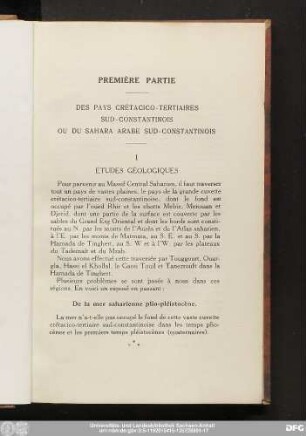 PREMIÈRE PARTIE
DES PAYS CRÉTACICO-TERTIAIRES
SUD-CONSTANTINOIS
OU DU SAHARA ARABE SUD-CONSTANTINOIS
I
ETUDES GÉOLOGIQUES
Pour parvenir au Massif Central Saharien, il faut traverser
tout un pays de vastes plaines, le pays de la grande cuvette
crétacico-tertiaire sud-constantinoise, dont le fond est
occupé par l'oued Rhir et les chotts Melrir, Merouan et
Djerid, dont une partie de la surface est couverte par les
sables du Grand Erg Oriental et dont les bords sont consti-
tués au N. par les monts de l'Aurès et de l'Atlas saharien,
à l'E. par les monts de Matmata, au S. E. et au S. par la
Hamada de Tinghert, au S. W et à l'W. par les plateaux
du Tademaït et du Mzab.
Nous avons effectué cette traversée par Touggourt, Ouar-
gla, Hassi el Khollal, le Gassi Touil et Tanezrouft dans la
Hamada de Tinghert.
Plusieurs problèmes se sont posés à nous dans ces
régions. En voici un exposé en passant :
De la mer saharienne plio-pléistocène.
La mer n'a-t-elle pas occupé le fond de cette vaste cuvette
crétacico-tertiaire sud-constantinoise dans les temps plio-
cènes et les premiers temps pléistocènes (quaternaires).
* * *